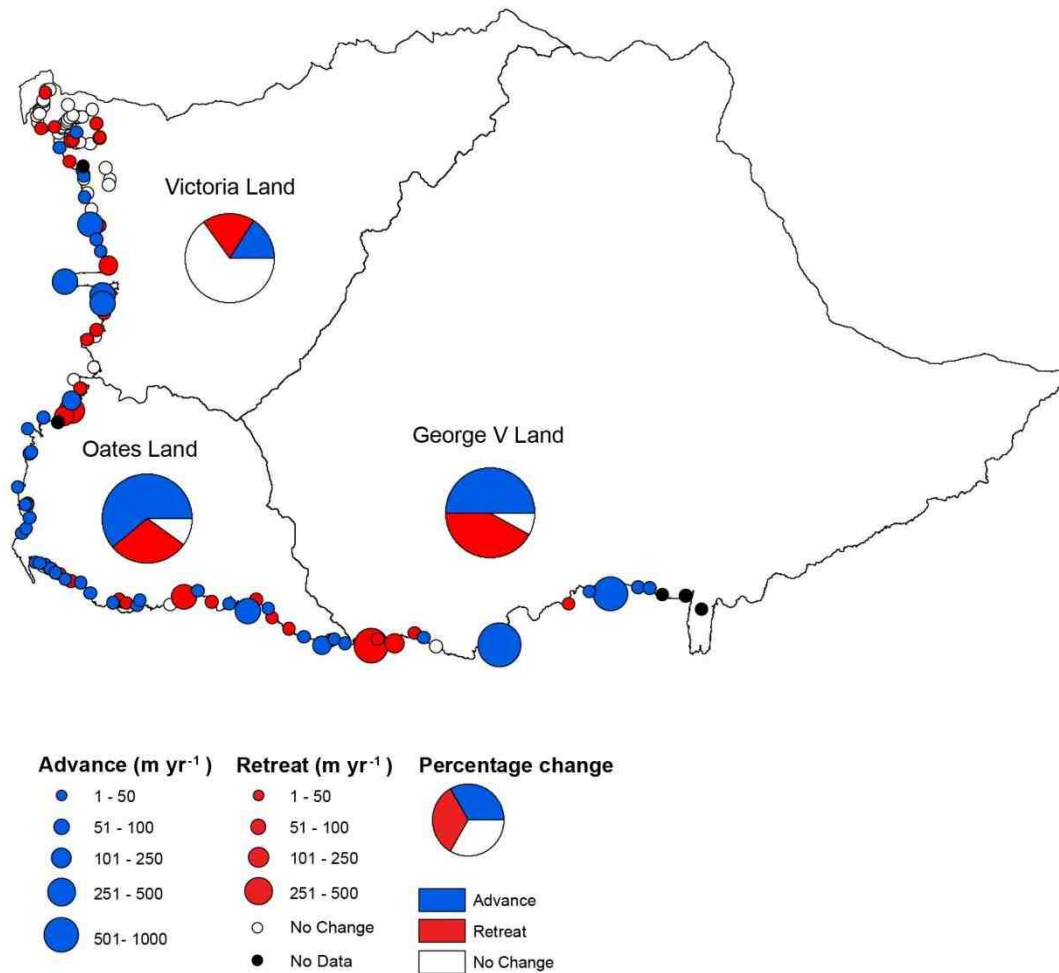 Victoria Land
Oates Land
George V Land
Advance (m yr⁻¹ )
1 - 50
51 - 100
101 - 250
251 - 500
501- 1000
Retreat (m yr⁻¹ )
1 - 50
51 - 100
101 - 250
251 - 500
No Change
No Data
Percentage change
Advance
Retreat
No Change